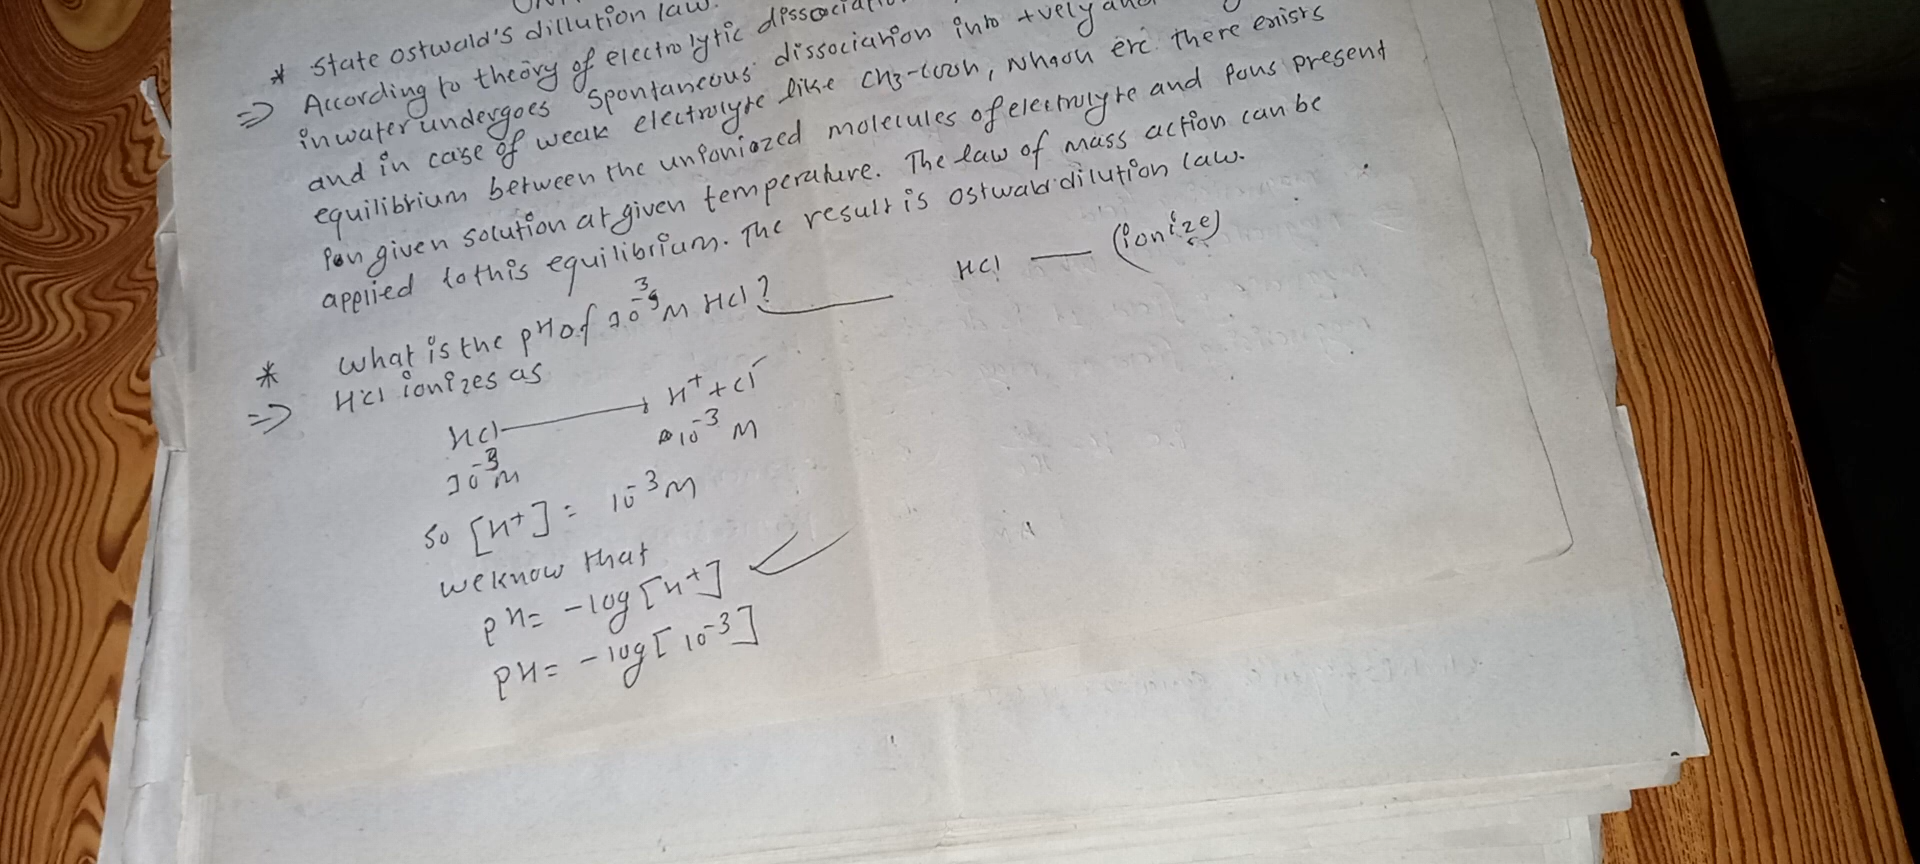 * State ostwald's dillution law.
=> According to theory of electrolytic
in water undergoes spontaneous dissociation into +vely
and in case of weak electrolyte like CH3-COOH, NH4OH etc. there exists
equilibrium between the unionized molecules of electrolyte and ions present
ion given solution at given temperature. The law of mass action can be
applied to this equilibrium. The result is ostwald dilution law.
* What is the pH of 10⁻³ M HCl? HCl — (ionize)
=> HCl ionizes as
HCl → H⁺ + Cl⁻
10⁻³ M 10⁻³ M
So [H⁺] = 10⁻³ M
we know that
pH = -log [H⁺]
pH = -log [10⁻³]